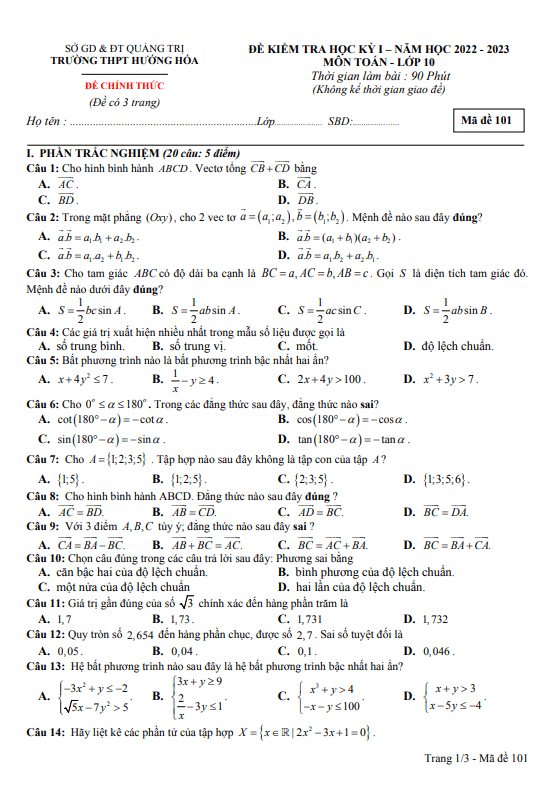 SỞ GD & ĐT QUẢNG TRỊ
TRƯỜNG THPT HƯỚNG HÓA
ĐỀ CHÍNH THỨC
(Đề có 3 trang)
ĐỀ KIỂM TRA HỌC KỲ I – NĂM HỌC 2022 - 2023
MÔN TOÁN - LỚP 10
Thời gian làm bài : 90 Phút
(Không kể thời gian giao đề)
Họ tên : ............................................................Lớp................... SBD:...................
Mã đề 101
I. PHẦN TRẮC NGHIỆM (20 câu: 5 điểm)
Câu 1: Cho hình bình hành $ABCD$. Vectơ tổng $\overrightarrow{CB}+\overrightarrow{CD}$ bằng
A. $\overrightarrow{AC}$. B. $\overrightarrow{CA}$.
C. $\overrightarrow{BD}$. D. $\overrightarrow{DB}$.
Câu 2: Trong mặt phẳng $(Oxy)$, cho 2 vec tơ $\vec{a}=(a_1;a_2),\vec{b}=(b_1;b_2)$. Mệnh đề nào sau đây đúng?
A. $\vec{a}.\vec{b}=a_1.b_1+a_2.b_2$. B. $\vec{a}.\vec{b}=(a_1+b_1)(a_2+b_2)$.
C. $\vec{a}.\vec{b}=a_1.a_2+b_1.b_2$. D. $\vec{a}.\vec{b}=a_1.b_2+a_2.b_1$.
Câu 3: Cho tam giác $ABC$ có độ dài ba cạnh là $BC=a, AC=b, AB=c$. Gọi $S$ là diện tích tam giác đó.
Mệnh đề nào dưới đây đúng?
A. $S=\frac{1}{2}bc\sin A$. B. $S=\frac{1}{2}ab\sin A$. C. $S=\frac{1}{2}ac\sin C$. D. $S=\frac{1}{2}ab\sin B$.
Câu 4: Các giá trị xuất hiện nhiều nhất trong mẫu số liệu được gọi là
A. số trung bình. B. số trung vị. C. mốt. D. độ lệch chuẩn.
Câu 5: Bất phương trình nào là bất phương trình bậc nhất hai ẩn?
A. $x+4y^2\leq 7$. B. $\frac{1}{x}-y\geq 4$. C. $2x+4y>100$. D. $x^2+3y>7$.
Câu 6: Cho $0^o\leq\alpha\leq 180^o$. Trong các đẳng thức sau đây, đẳng thức nào sai?
A. $\cot(180°-\alpha)=-\cot\alpha$. B. $\cos(180°-\alpha)=-\cos\alpha$.
C. $\sin(180°-\alpha)=-\sin\alpha$. D. $\tan(180°-\alpha)=-\tan\alpha$.
Câu 7: Cho $A=\{1;2;3;5\}$. Tập hợp nào sau đây không là tập con của tập $A$?
A. $\{1;5\}$. B. $\{1;2;5\}$. C. $\{2;3;5\}$. D. $\{1;3;5;6\}$.
Câu 8: Cho hình bình hành ABCD. Đẳng thức nào sau đây đúng ?
A. $\overrightarrow{AC}=\overrightarrow{BD}$. B. $\overrightarrow{AB}=\overrightarrow{CD}$. C. $\overrightarrow{AD}=\overrightarrow{BC}$. D. $\overrightarrow{BC}=\overrightarrow{DA}$.
Câu 9: Với 3 điểm $A,B,C$ tùy ý; đẳng thức nào sau đây sai ?
A. $\overrightarrow{CA}=\overrightarrow{BA}-\overrightarrow{BC}$. B. $\overrightarrow{AB}+\overrightarrow{BC}=\overrightarrow{AC}$. C. $\overrightarrow{BC}=\overrightarrow{AC}+\overrightarrow{BA}$. D. $\overrightarrow{BC}=\overrightarrow{BA}+\overrightarrow{CA}$.
Câu 10: Chọn câu đúng trong các câu trả lời sau đây: Phương sai bằng
A. căn bậc hai của độ lệch chuẩn. B. bình phương của độ lệch chuẩn.
C. một nửa của độ lệch chuẩn D. hai lần của độ lệch chuẩn.
Câu 11: Giá trị gần đúng của số $\sqrt{3}$ chính xác đến hàng phần trăm là
A. 1,7 B. 1,73. C. 1,731 D. 1,732
Câu 12: Quy tròn số 2,654 đến hàng phần chục, được số 2,7. Sai số tuyệt đối là
A. 0,05. B. 0,04. C. 0,1. D. 0,046.
Câu 13: Hệ bất phương trình nào sau đây là hệ bất phương trình bậc nhất hai ẩn?
A. $\begin{cases}-3x^2+y\leq -2\\ \sqrt{5}x-7y^2>5\end{cases}$. B. $\begin{cases}3x+y\geq 9\\ \frac{2}{x}-3y\leq 1\end{cases}$ C. $\begin{cases}x^3+y>4\\ -x-y\leq 100\end{cases}$ D. $\begin{cases}x+y>3\\ x-5y\leq -4\end{cases}$.
Câu 14: Hãy liệt kê các phần tử của tập hợp $X=\{x\in\mathbb{R}\mid 2x^2-3x+1=0\}$.
Trang 1/3 - Mã đề 101